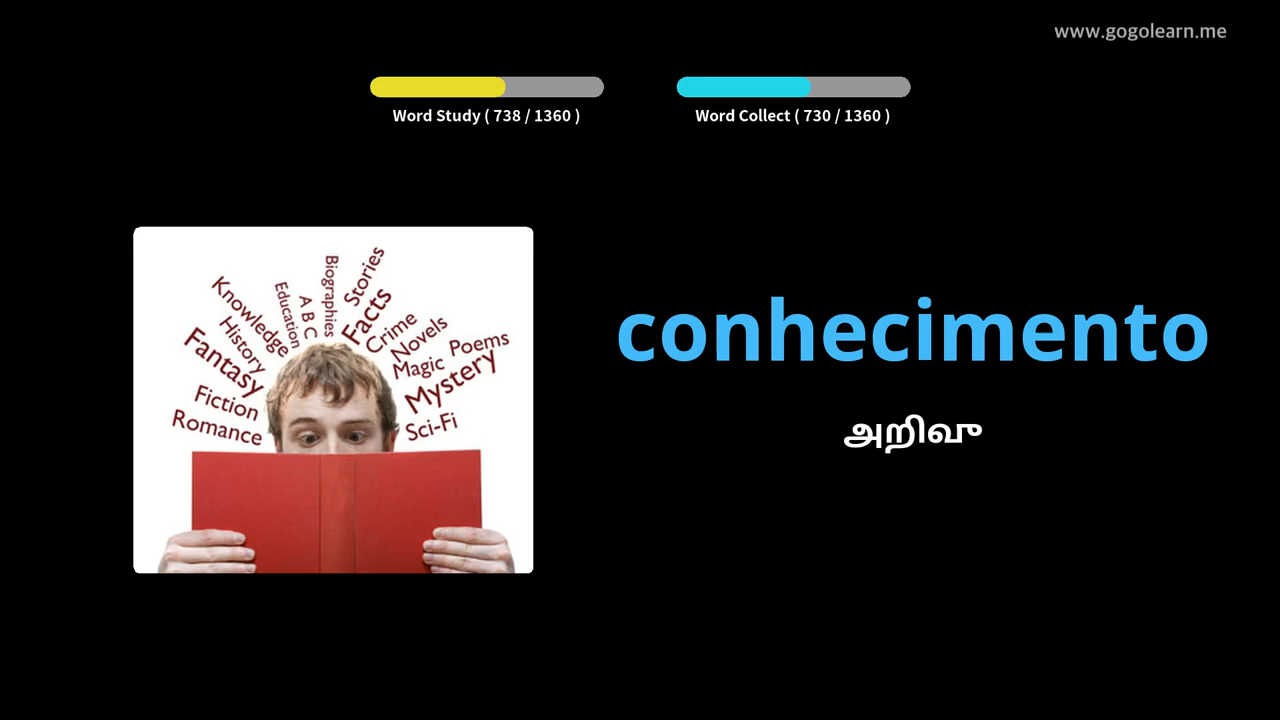 www.gogolearn.me
Word Study ( 738 / 1360 )
Word Collect ( 730 / 1360 )
Biographies
Stories
Education
A B C
Facts
Knowledge
Crime
History
Novels
Fantasy
Magic
Poems
Mystery
Fiction
Romance
Sci-Fi
conhecimento
அறிவு